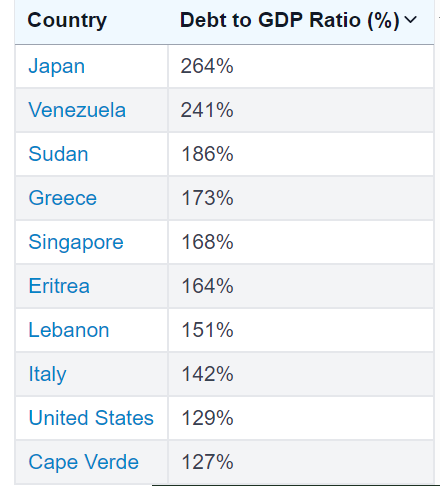 Country Debt to GDP Ratio (%)
Japan 264%
Venezuela 241%
Sudan 186%
Greece 173%
Singapore 168%
Eritrea 164%
Lebanon 151%
Italy 142%
United States 129%
Cape Verde 127%